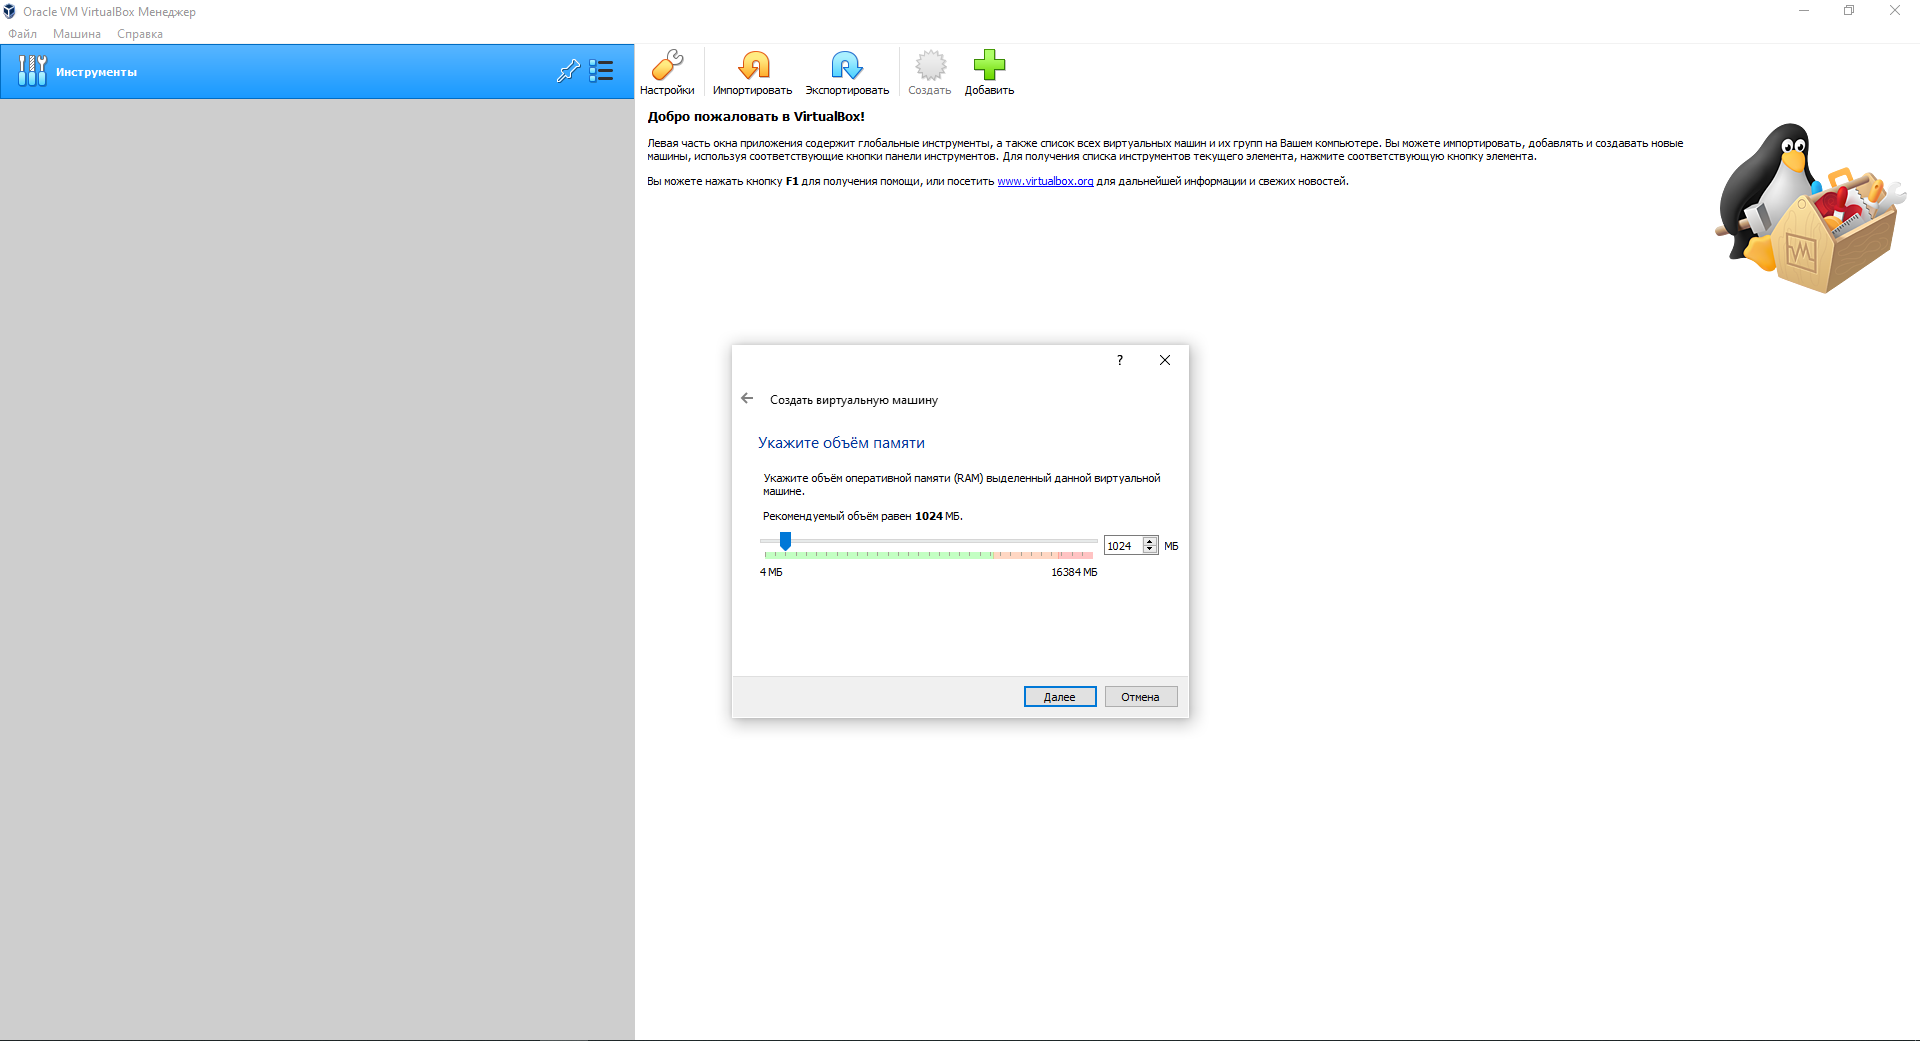 Oracle VM VirtualBox Менеджер
Файл Машина Справка
Инструменты
Настройки Импортировать Экспортировать Создать Добавить
Добро пожаловать в VirtualBox!
Левая часть окна приложения содержит глобальные инструменты, а также список всех виртуальных машин и их групп на Вашем компьютере. Вы можете импортировать, добавлять и создавать новые
машины, используя соответствующие кнопки панели инструментов. Для получения списка инструментов текущего элемента, нажмите соответствующую кнопку элемента.
Вы можете нажать кнопку F1 для получения помощи, или посетить www.virtualbox.org для дальнейшей информации и свежих новостей.
?
Создать виртуальную машину
Укажите объём памяти
Укажите объём оперативной памяти (RAM) выделенный данной виртуальной
машине.
Рекомендуемый объём равен 1024 МБ.
1024 МБ
4 МБ 16384 МБ
Далее Отмена